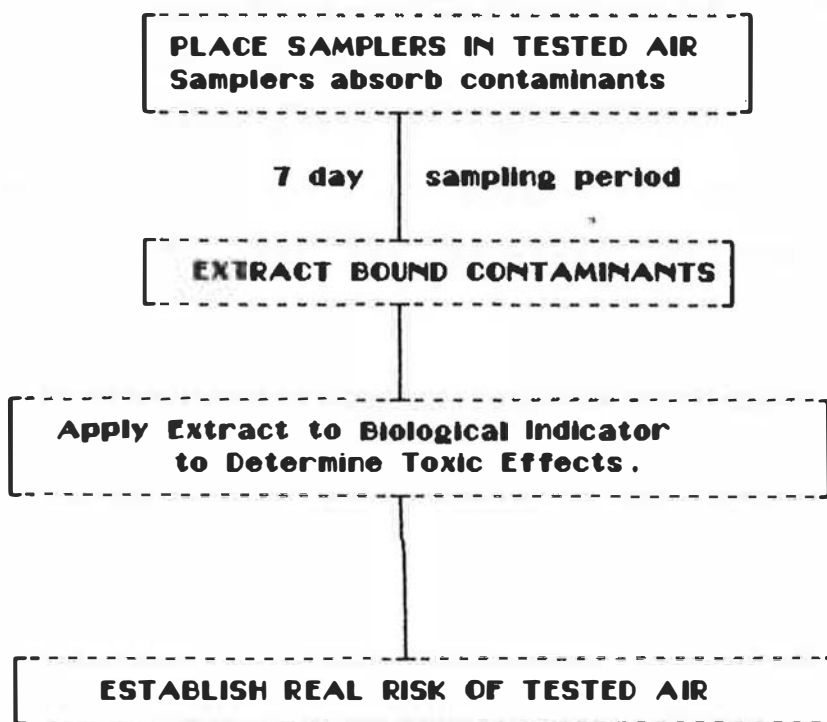 PLACE SAMPLERS IN TESTED AIR
Samplers absorb contaminants
7 day sampling period
EXTRACT BOUND CONTAMINANTS
Apply Extract to Biological Indicator
to Determine Toxic Effects.
ESTABLISH REAL RISK OF TESTED AIR